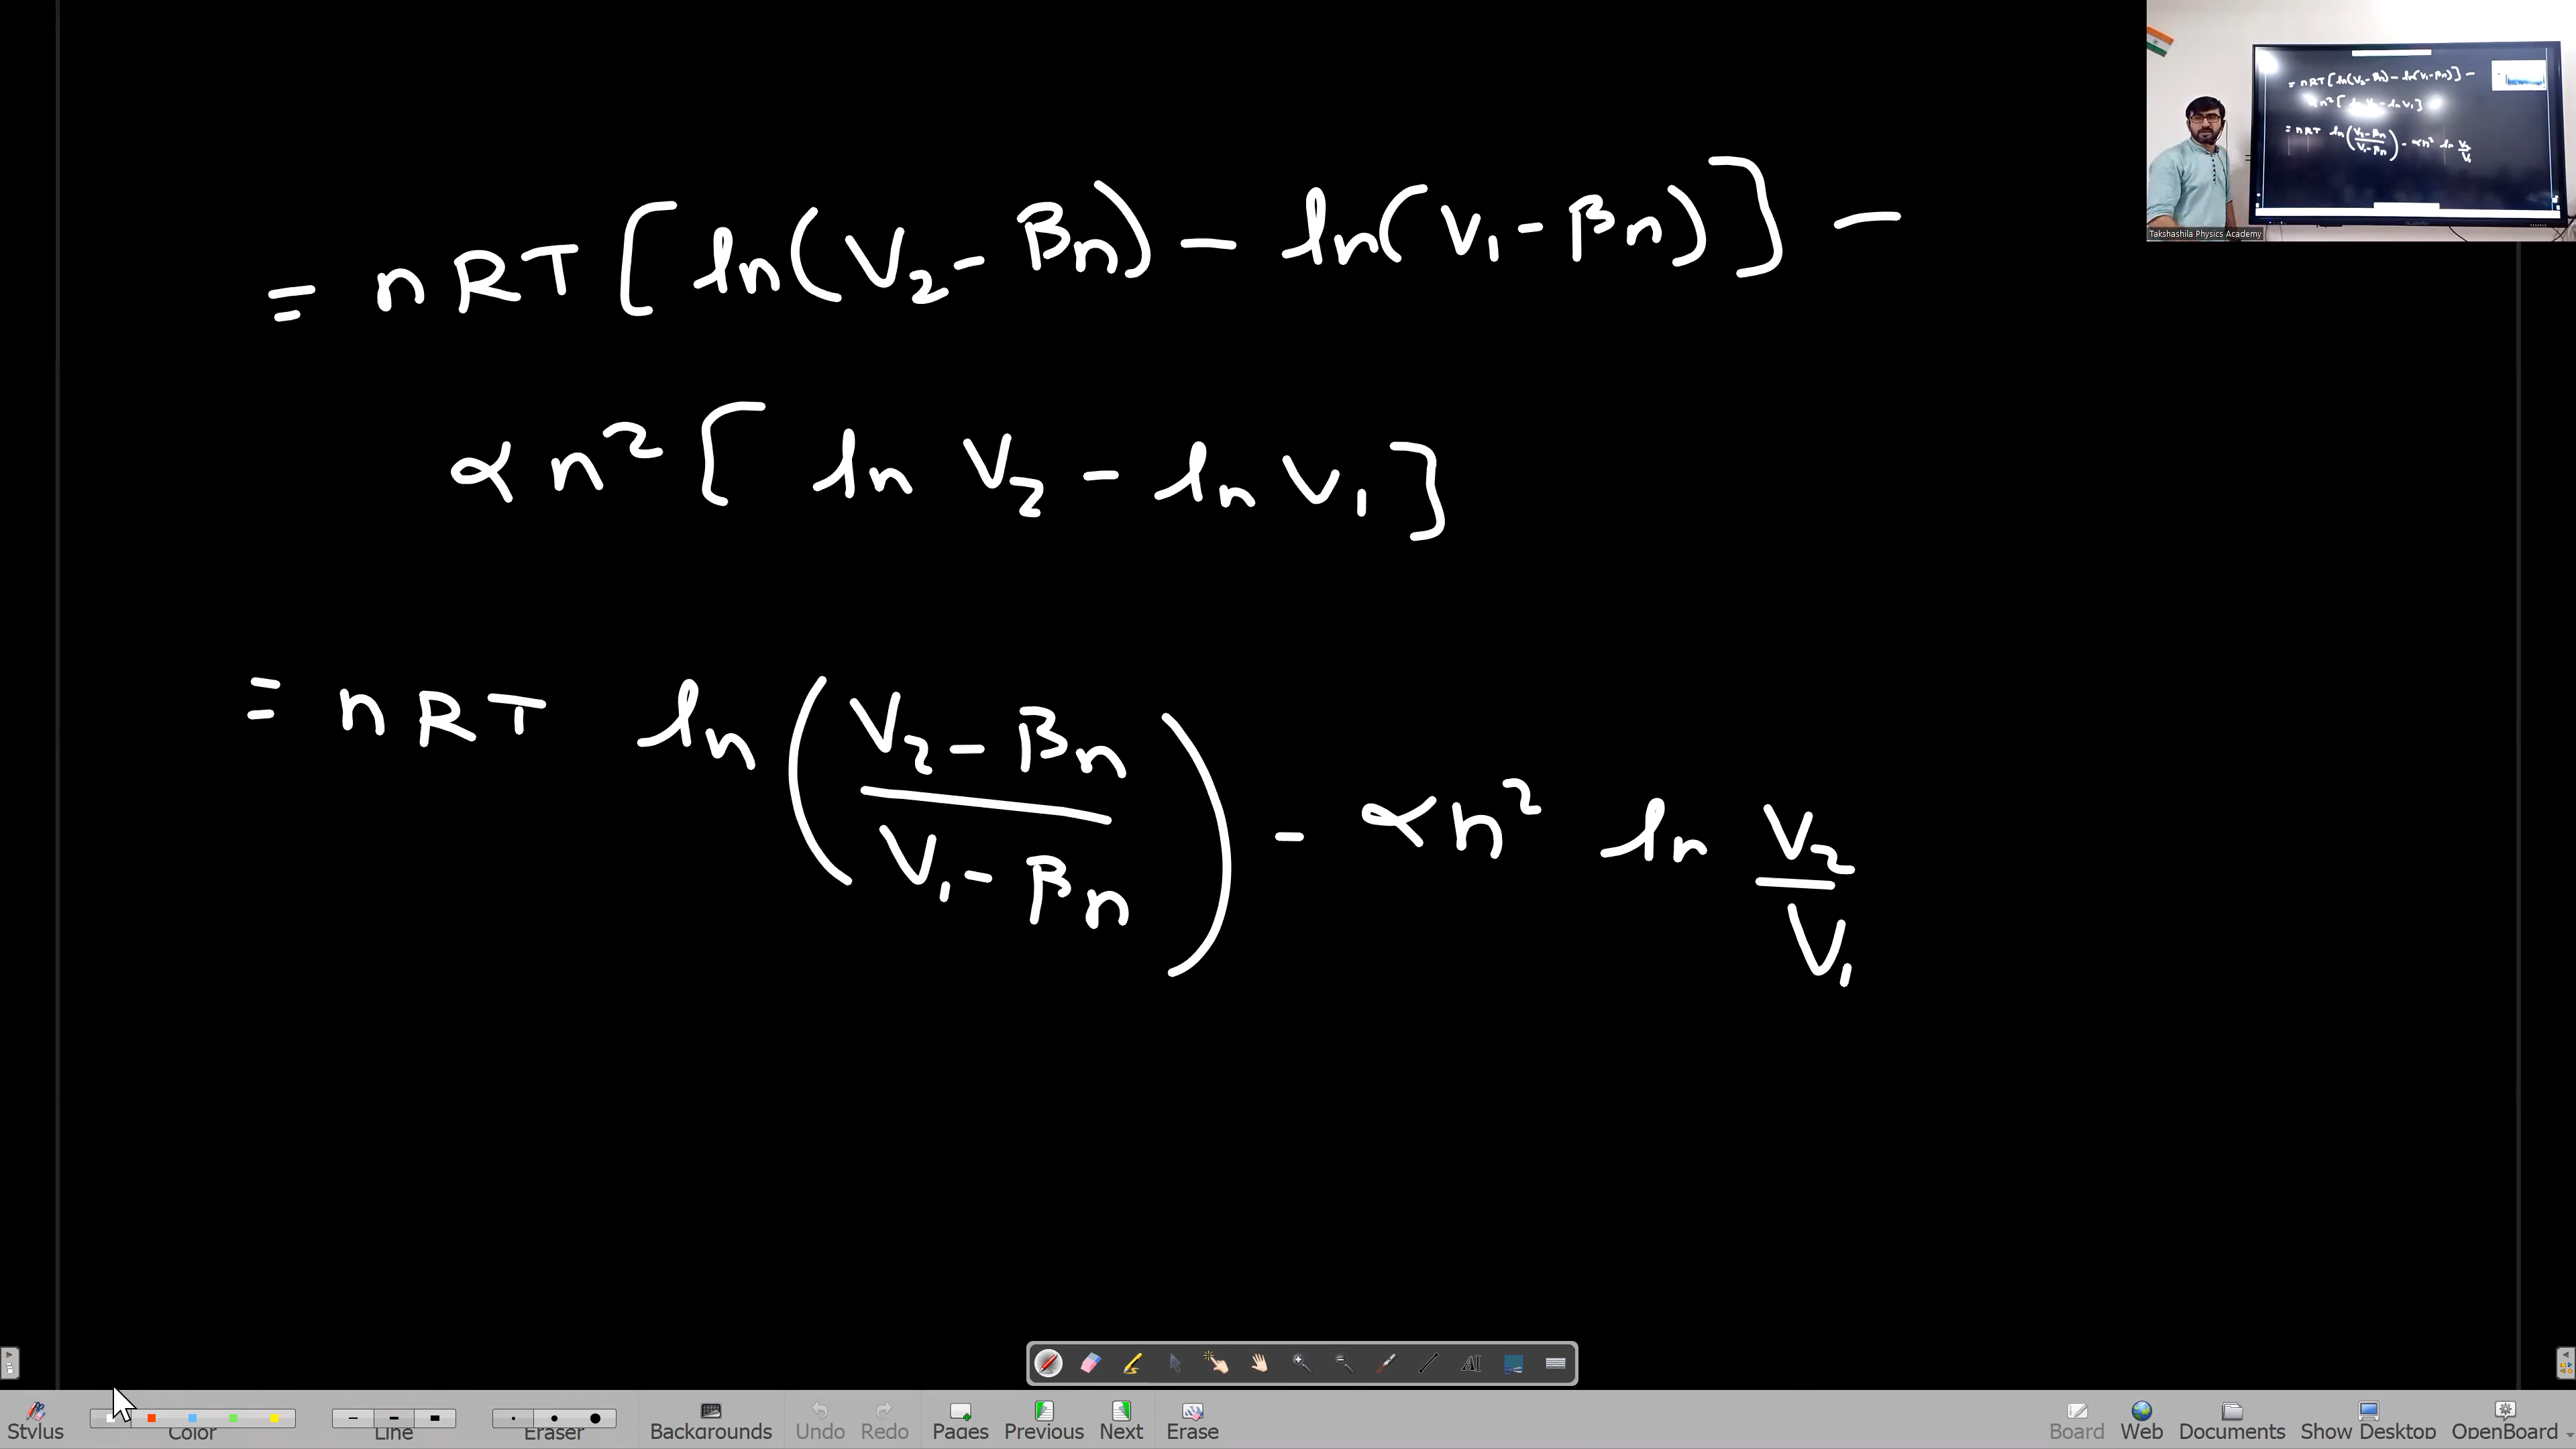 = nRT[ln(V₂-βn) - ln(V₁-βn)] -
αn²[ln V₂ - ln V₁]
= nRT ln((V₂-βn)/(V₁-βn)) - αn² ln V₂/V₁
Takshashila Physics Academy
AI
Stylus Color Line Eraser Backgrounds Undo Redo Pages Previous Next Erase Board Web Documents Show Desktop OpenBoard